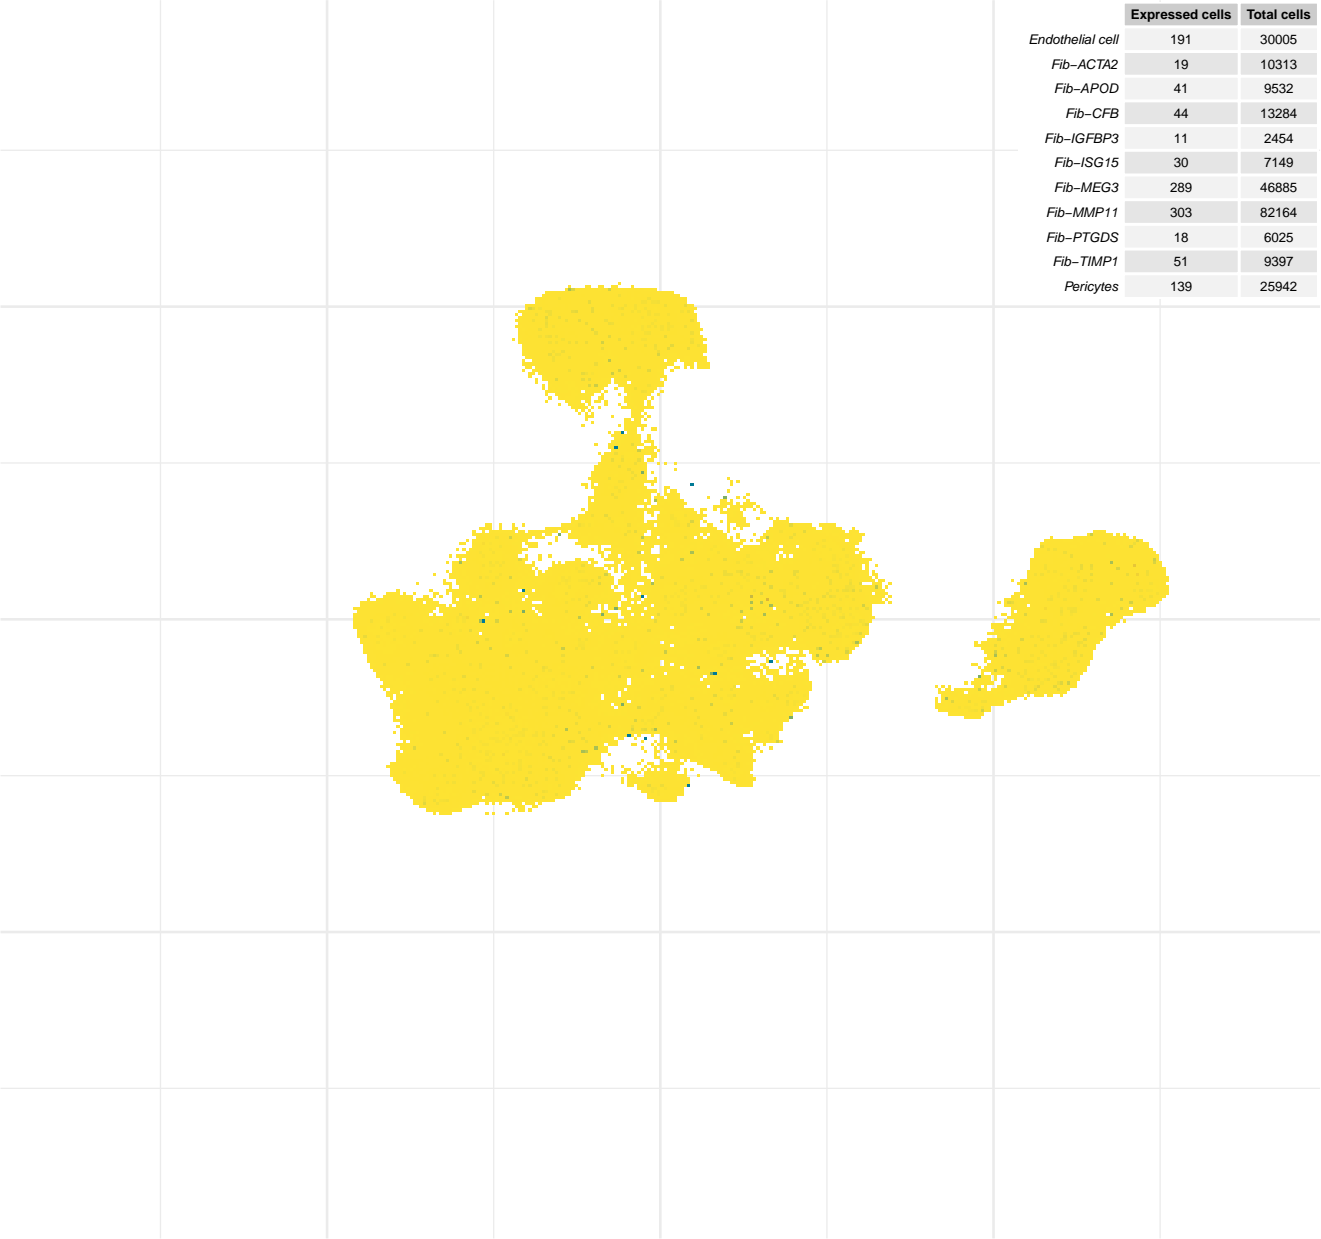 Expressed cells Total cells
Endothelial cell 191 30005
Fib−ACTA2 19 10313
Fib−APOD 41 9532
Fib−CFB 44 13284
Fib−IGFBP3 11 2454
Fib−ISG15 30 7149
Fib−MEG3 289 46885
Fib−MMP11 303 82164
Fib−PTGDS 18 6025
Fib−TIMP1 51 9397
Pericytes 139 25942